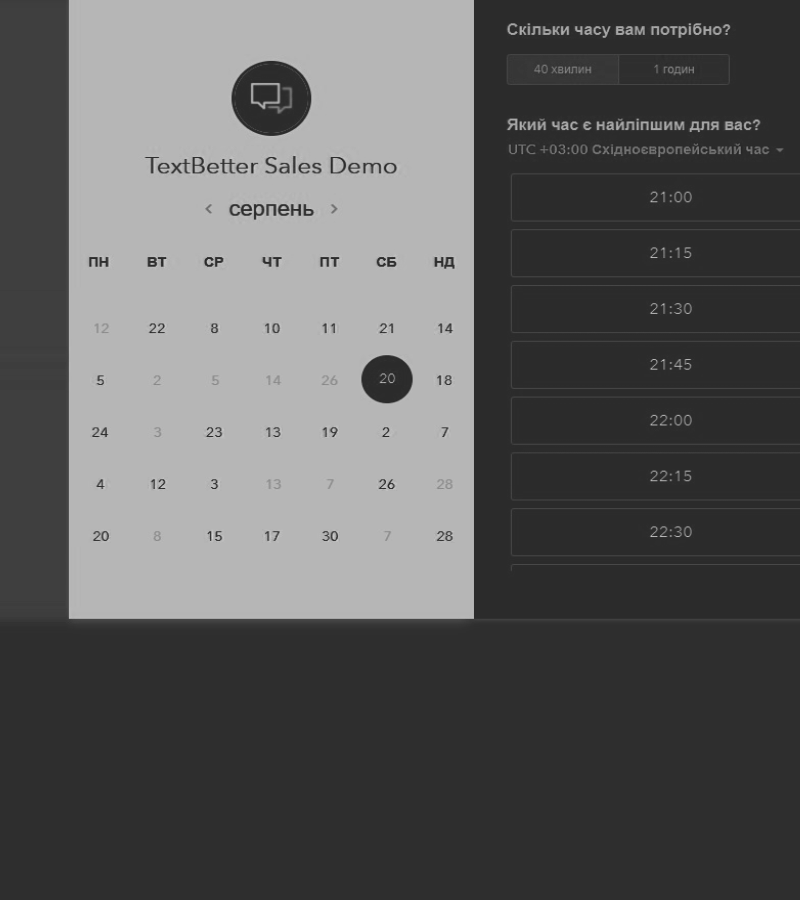 TextBetter Sales Demo
серпень
ПН ВТ СР ЧТ ПТ СБ НД
12 22 8 10 11 21 14
5 2 5 14 26 20 18
24 3 23 13 19 2 7
4 12 3 13 7 26 28
20 8 15 17 30 7 28
Скільки часу вам потрібно?
40 хвилин 1 годин
Який час є найліпшим для вас?
UTC +03:00 Східноєвропейський час
21:00
21:15
21:30
21:45
22:00
22:15
22:30